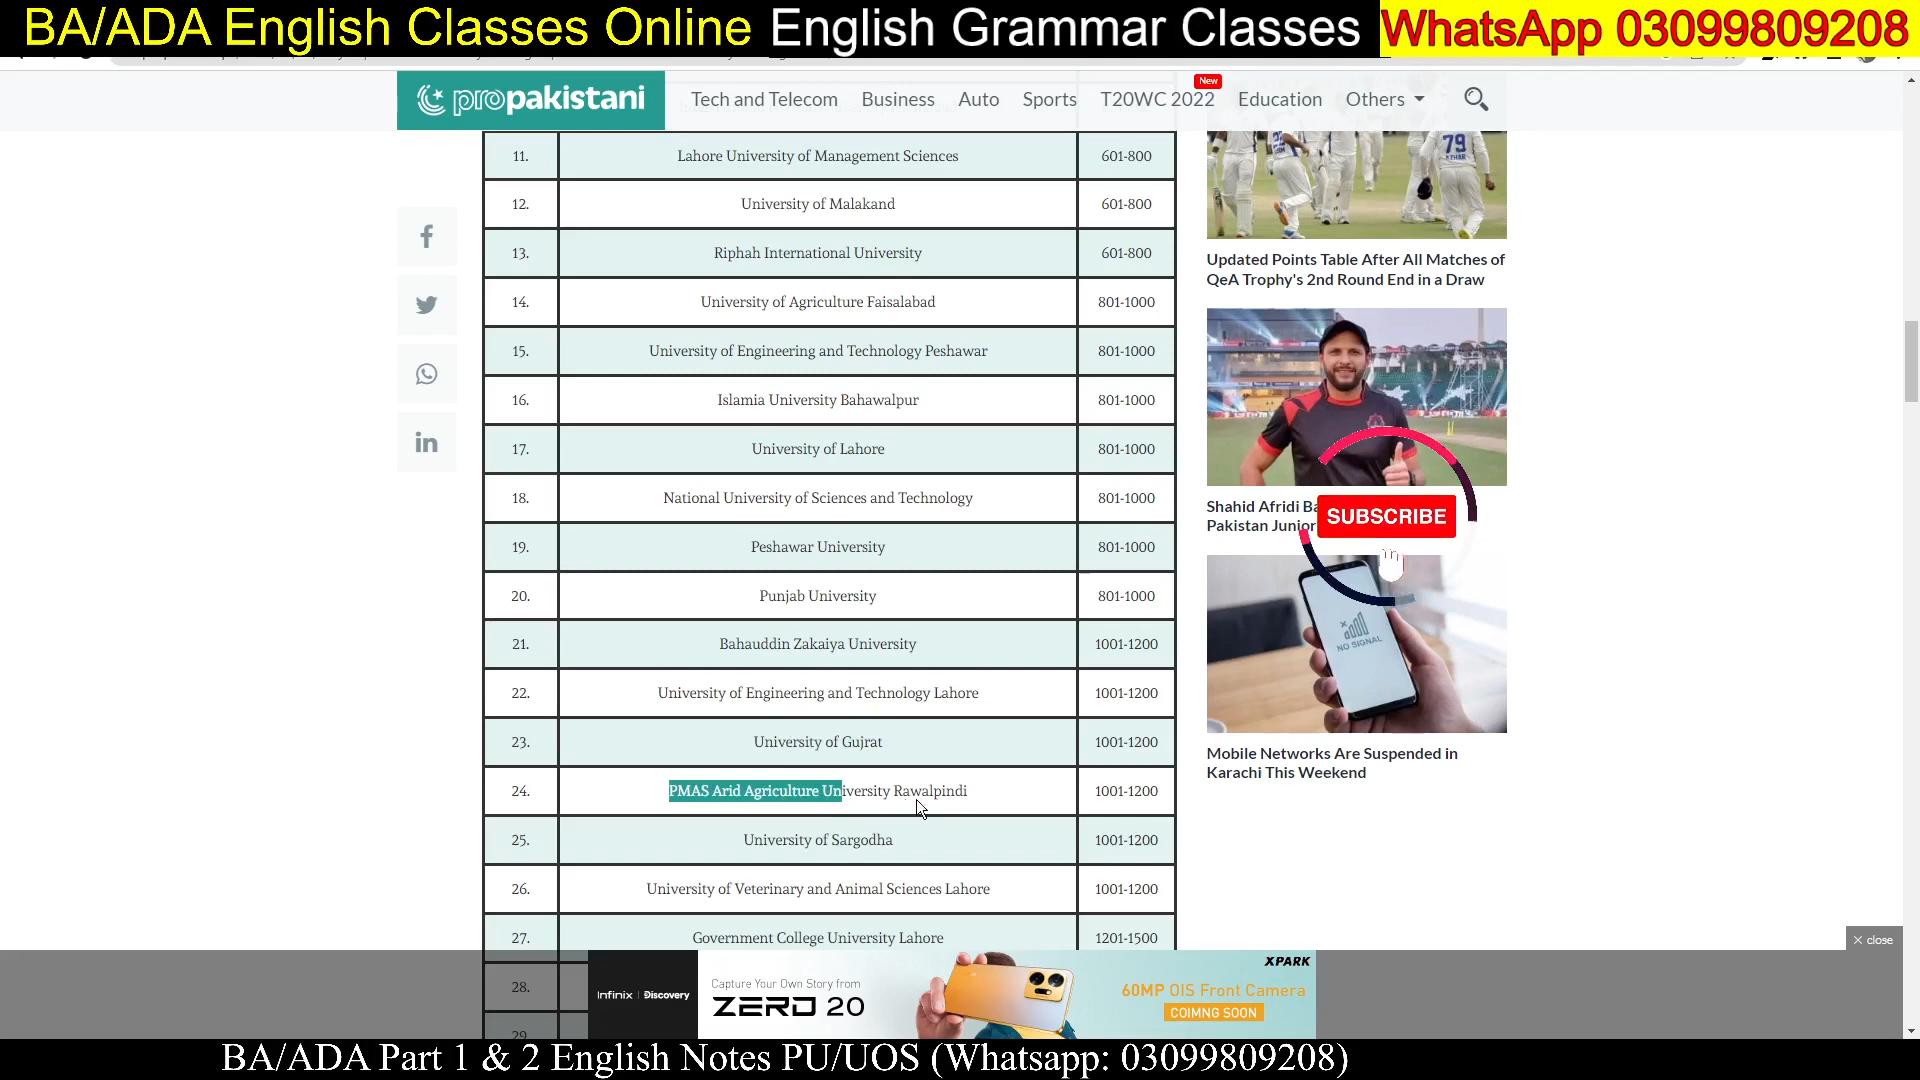 BA/ADA English Classes Online English Grammar Classes WhatsApp 03099809208
propakistani Tech and Telecom Business Auto Sports T20WC 2022 New Education Others
11. Lahore University of Management Sciences 601-800
12. University of Malakand 601-800
13. Riphah International University 601-800
14. University of Agriculture Faisalabad 801-1000
15. University of Engineering and Technology Peshawar 801-1000
16. Islamia University Bahawalpur 801-1000
17. University of Lahore 801-1000
18. National University of Sciences and Technology 801-1000
19. Peshawar University 801-1000
20. Punjab University 801-1000
21. Bahauddin Zakaiya University 1001-1200
22. University of Engineering and Technology Lahore 1001-1200
23. University of Gujrat 1001-1200
24. PMAS Arid Agriculture University Rawalpindi 1001-1200
25. University of Sargodha 1001-1200
26. University of Veterinary and Animal Sciences Lahore 1001-1200
27. Government College University Lahore 1201-1500
28.
29.
79
Updated Points Table After All Matches of
QeA Trophy's 2nd Round End in a Draw
Shahid Afridi
Pakistan Junior
SUBSCRIBE
NO SIGNAL
Mobile Networks Are Suspended in
Karachi This Weekend
× close
Infinix | Discovery
Capture Your Own Story from
ZERO 20
XPARK
60MP OIS Front Camera
COIMNG SOON
BA/ADA Part 1 & 2 English Notes PU/UOS (Whatsapp: 03099809208)